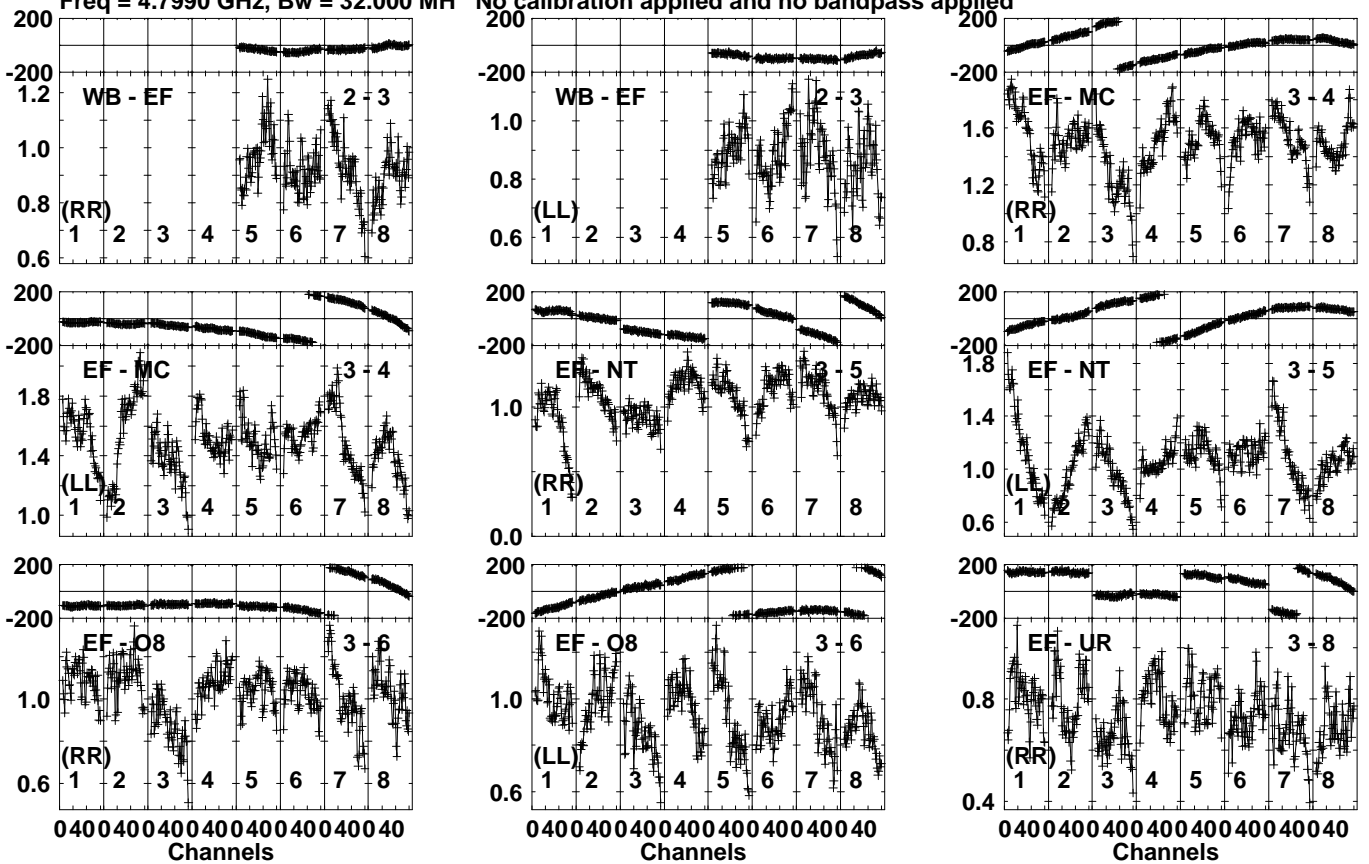 Freq = 4.7990 GHz, Bw = 32.000 MH No calibration applied and no bandpass applied
200 200 200
-200 -200 -200
1.2 WB - EF 2 - 3
1.0
0.8
0.6
(RR)
1 2 3 4 5 6 7 8
WB - EF 2 - 3
1.0
0.8
0.6
(LL)
1 2 3 4 5 6 7 8
EF - MC 3 - 4
1.6
1.2
0.8
(RR)
1 2 3 4 5 6 7 8
200 200 200
-200 -200 -200
EF - MC 3 - 4
1.8
1.4
1.0
(LL)
1 2 3 4 5 6 7 8
EF - NT 3 - 5
1.0
0.0
(RR)
1 2 3 4 5 6 7 8
1.8 EF - NT 3 - 5
1.4
1.0
0.6
(LL)
1 2 3 4 5 6 7 8
200 200 200
-200 -200 -200
EF - O8 3 - 6
1.0
0.6
(RR)
1 2 3 4 5 6 7 8
0 40 0 40 0 40 0 40 0 40 0 40 0 40 0 40
Channels
EF - O8 3 - 6
1.0
0.6
(LL)
1 2 3 4 5 6 7 8
0 40 0 40 0 40 0 40 0 40 0 40 0 40 0 40
Channels
EF - UR 3 - 8
0.8
0.4
(RR)
1 2 3 4 5 6 7 8
0 40 0 40 0 40 0 40 0 40 0 40 0 40 0 40
Channels